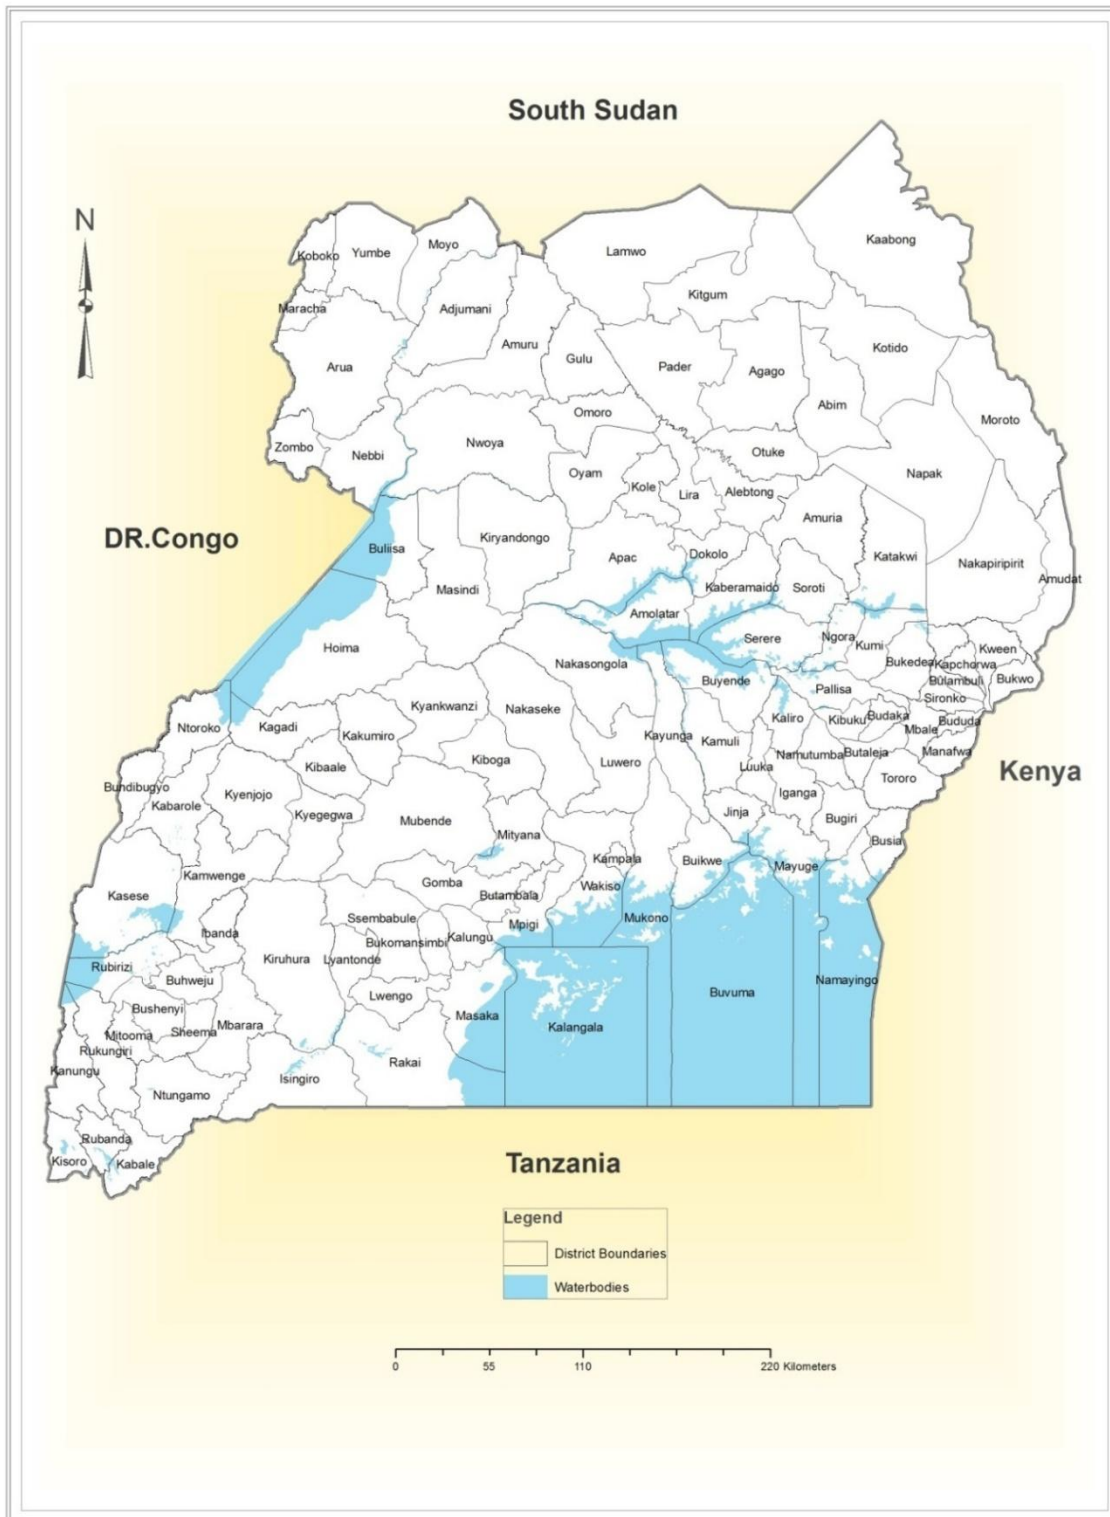 South Sudan
N
Kaabong
Moyo
Lamwo
Koboko
Yumbe
Kitgum
Maracha
Adjumani
Amuru
Kotido
Gulu
Arua
Pader
Agago
Abim
Omoro
Moroto
Zombo
Nebbi
Nwoya
Otuke
Oyam
Napak
Kole
Lira
Alebtong
Amuria
DR.Congo
Buliisa
Kiryandongo
Apac
Dokolo
Katakwi
Nakapiripirit
Amudat
Masindi
Kaberamaido
Soroti
Amolatar
Hoima
Serere
Ngora
Kumi
Kween
Nakasongola
Bukedea
Kapchorwa
Buyende
Bulambuli
Bukwo
Pallisa
Sironko
Kyankwanzi
Nakaseke
Ntoroko
Kagadi
Kaliro
Kibuku
Budaka
Bududa
Kakumiro
Kayunga
Kamuli
Mbale
Kibaale
Kiboga
Luwero
Luuka
Namutumba
Butaleja
Manafwa
Kenya
Bundibugyo
Kabarole
Kyenjojo
Tororo
Iganga
Kyegegwa
Mubende
Jinja
Bugiri
Mityana
Busia
Kampala
Buikwe
Mayuge
Kamwenge
Gomba
Wakiso
Kasese
Butambala
Ssembabule
Mpigi
Mukono
Ibanda
Bukomansimbi
Kalungu
Kiruhura
Lyantonde
Rubirizi
Buhweju
Namayingo
Lwengo
Buvuma
Bushenyi
Masaka
Kalangala
Mitooma
Sheema
Mbarara
Rukungiri
Rakai
Kanungu
Isingiro
Ntungamo
Rubanda
Kisoro
Kabale
Tanzania
Legend
District Boundaries
Waterbodies
0 55 110 220 Kilometers